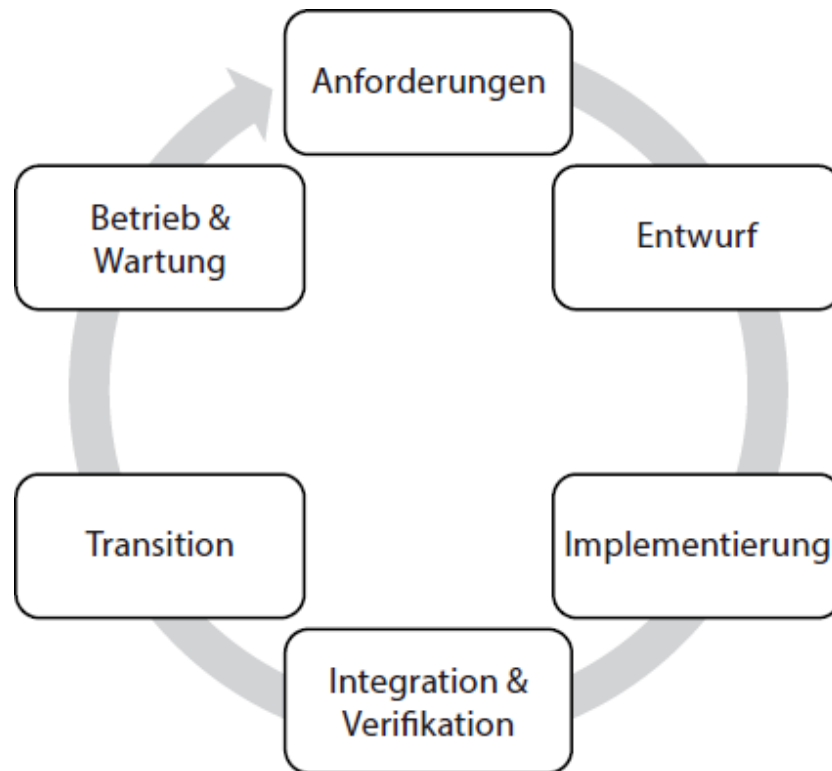 Anforderungen
Betrieb &
Wartung
Entwurf
Transition
Implementierung
Integration &
Verifikation